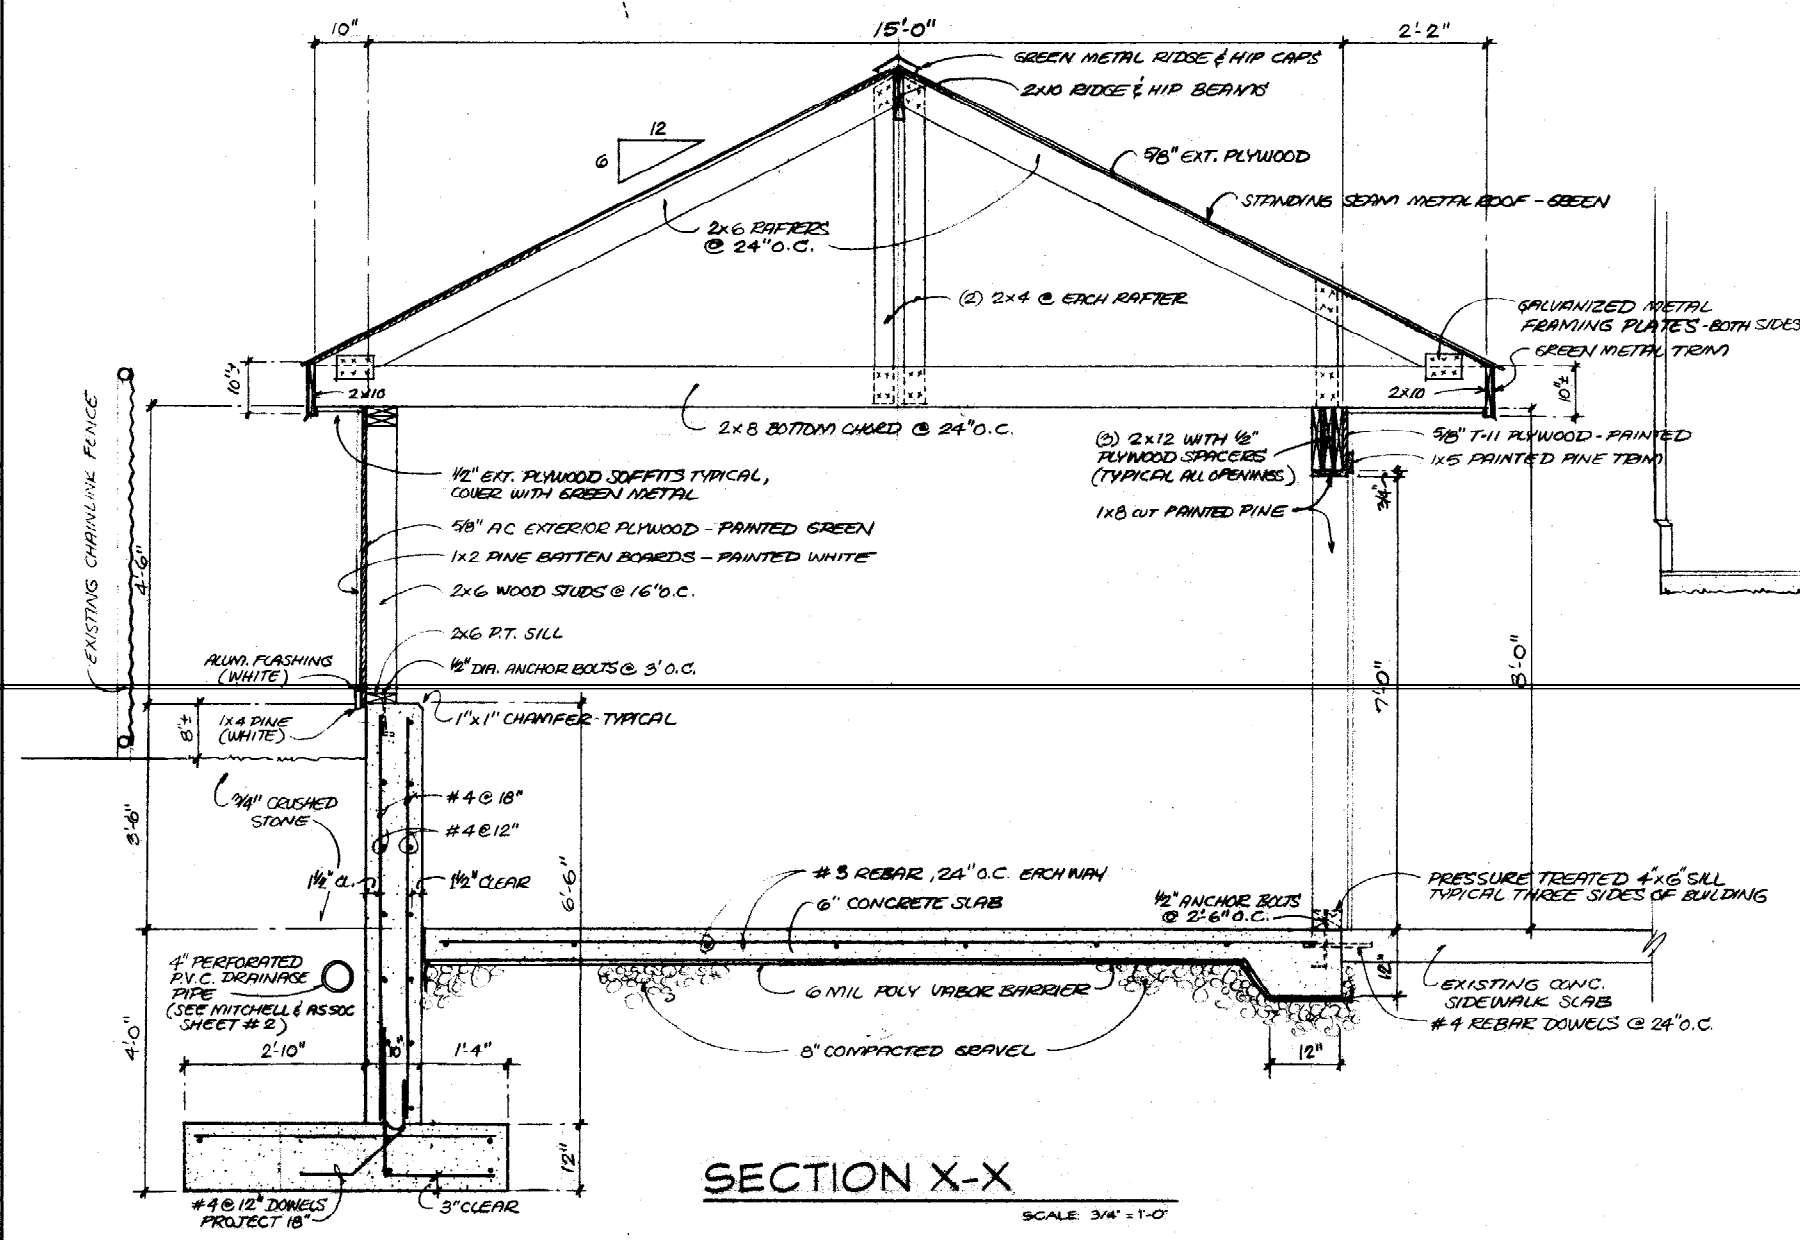 10"
15'-0"
2'-2"
GREEN METAL RIDGE & HIP CAPS
2X10 RIDGE & HIP BEAMS
12
6
5/8" EXT. PLYWOOD
STANDING SEAM METAL ROOF - GREEN
2X6 RAFTERS
@ 24" O.C.
(2) 2X4 @ EACH RAFTER
GALVANIZED METAL
FRAMING PLATES - BOTH SIDES
GREEN METAL TRIM
10"±
2X10
2X10
10"±
2X8 BOTTOM CHORD @ 24" O.C.
(3) 2X12 WITH 1/2"
PLYWOOD SPACERS
(TYPICAL ALL OPENINGS)
5/8" T-11 PLYWOOD - PAINTED
1X5 PAINTED PINE TRIM
3/4"
1X8 CUT PAINTED PINE
EXISTING CHAINLINK FENCE
4'-6"
1/2" EXT. PLYWOOD SOFFITS TYPICAL,
COVER WITH GREEN METAL
5/8" AC EXTERIOR PLYWOOD - PAINTED GREEN
1X2 PINE BATTEN BOARDS - PAINTED WHITE
2X6 WOOD STUDS @ 16" O.C.
2X6 P.T. SILL
1/2" DIA. ANCHOR BOLTS @ 3' O.C.
ALUM. FLASHING
(WHITE)
1X4 PINE
(WHITE)
8"±
1"X1" CHAMFER - TYPICAL
7'-0"
8'-0"
3/4" CRUSHED
STONE
3'-6"
#4 @ 18"
#4 @ 12"
1 1/2" CL.
1 1/2" CLEAR
6'-6"
#3 REBAR, 24" O.C. EACH WAY
6" CONCRETE SLAB
1/2" ANCHOR BOLTS
@ 2'-6" O.C.
PRESSURE TREATED 4"X6" SILL
TYPICAL THREE SIDES OF BUILDING
4" PERFORATED
P.V.C. DRAINAGE
PIPE
(SEE MITCHELL & ASSOC
SHEET #2)
6 MIL POLY VABOR BARRIER
12"
EXISTING CONC.
SIDEWALK SLAB
#4 REBAR DOWELS @ 24" O.C.
4'-0"
2'-10"
10"
1'-4"
8" COMPACTED GRAVEL
12"
12"
#4 @ 12" DOWELS
PROJECT 18"
3" CLEAR
SECTION X-X
SCALE: 3/4" = 1'-0"